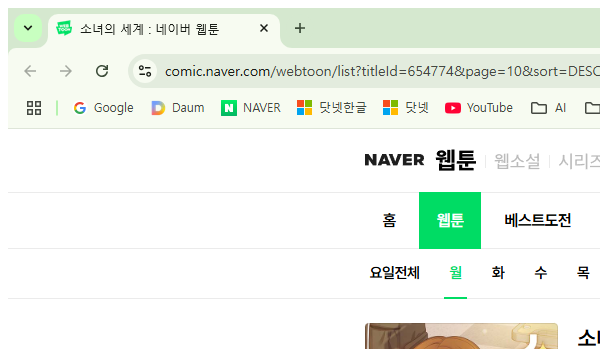 소녀의 세계 : 네이버 웹툰
comic.naver.com/webtoon/list?titleId=654774&page=10&sort=DESC
Google Daum NAVER 닷넷한글 닷넷 YouTube AI
NAVER 웹툰 웹소설 시리즈
홈 웹툰 베스트도전
요일전체 월 화 수 목